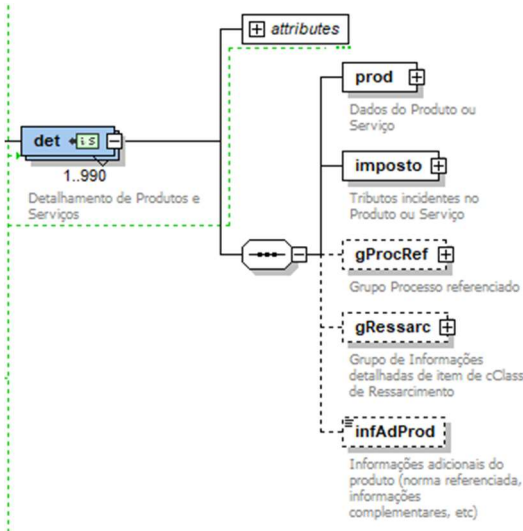 attributes
prod
Dados do Produto ou
Serviço
det
1..990
Detalhamento de Produtos e
Serviços
imposto
Tributos incidentes no
Produto ou Serviço
gProcRef
Grupo Processo referenciado
gRessarc
Grupo de Informações
detalhadas de item de cClass
de Ressarcimento
infAdProd
Informações adicionais do
produto (norma referenciada,
informações
complementares, etc)